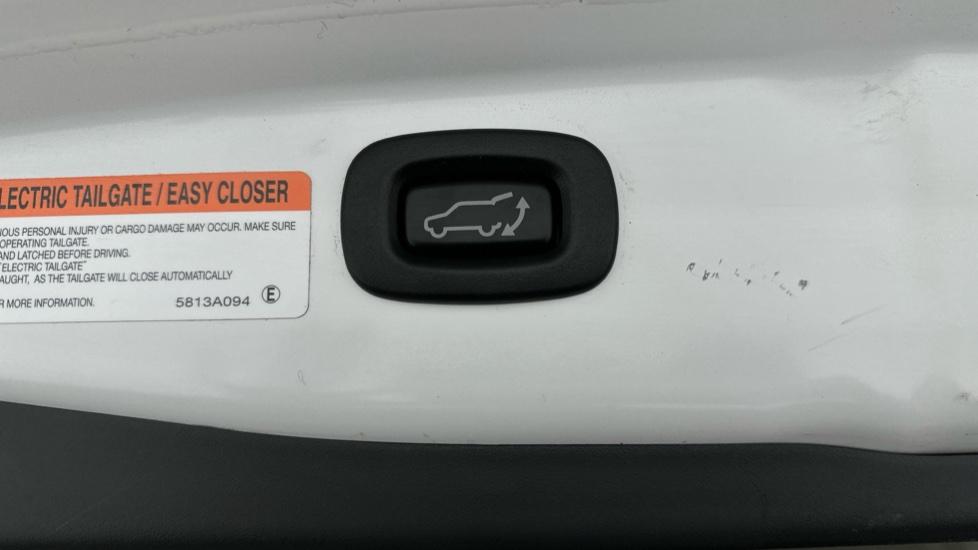 LECTRIC TAILGATE / EASY CLOSER
IOUS PERSONAL INJURY OR CARGO DAMAGE MAY OCCUR. MAKE SURE
OPERATING TAILGATE.
AND LATCHED BEFORE DRIVING.
"ELECTRIC TAILGATE"
AUGHT, AS THE TAILGATE WILL CLOSE AUTOMATICALLY
R MORE INFORMATION.
5813A094 E